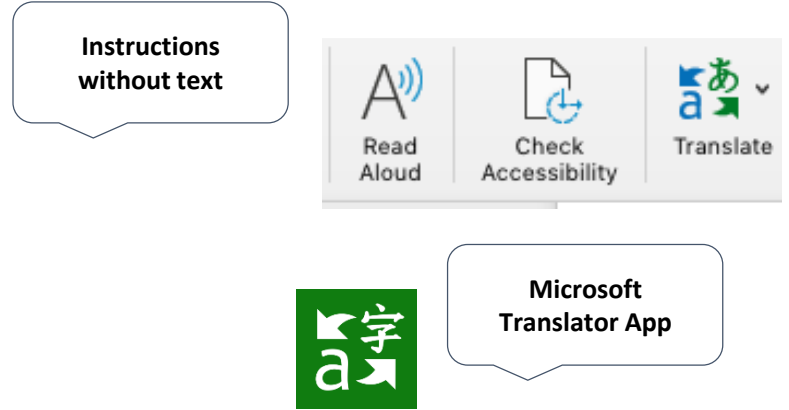 Instructions
without text
Read
Aloud
Check
Accessibility
Translate
A
a あ
Microsoft
Translator App
字
a